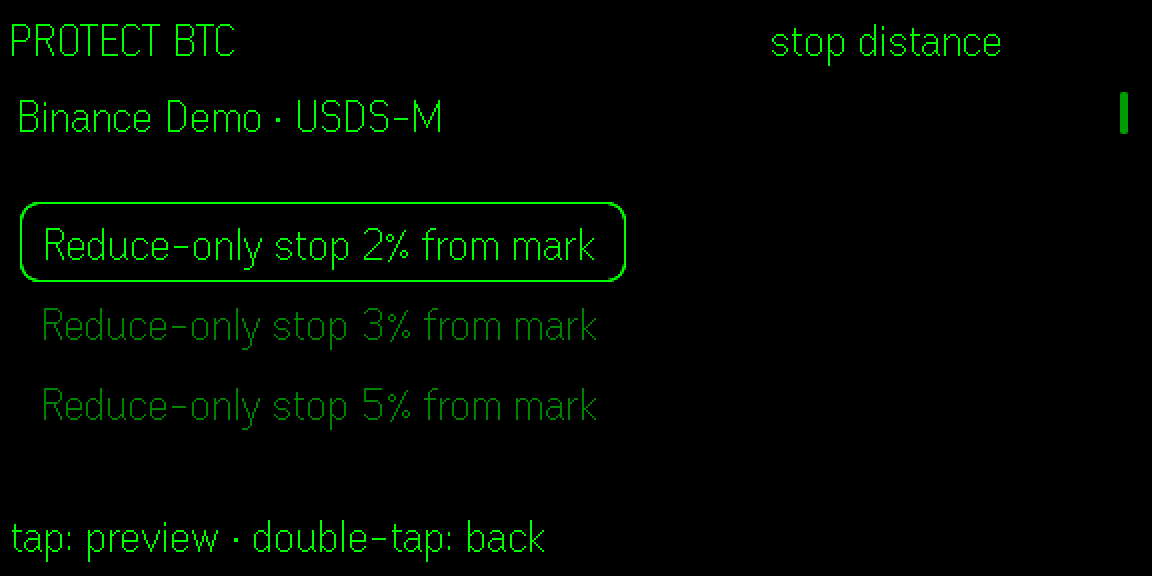 PROTECT BTC stop distance
Binance Demo · USDS-M
Reduce-only stop 2% from mark
Reduce-only stop 3% from mark
Reduce-only stop 5% from mark
tap: preview · double-tap: back